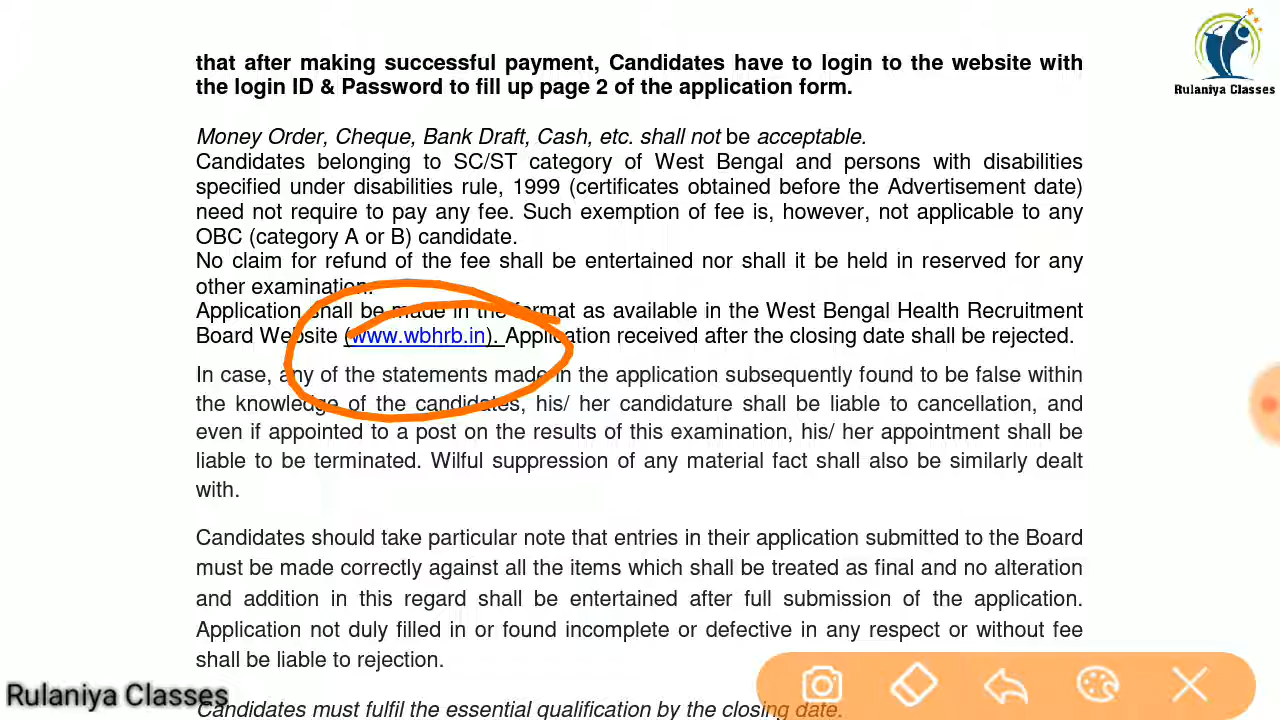 that after making successful payment, Candidates have to login to the website with
the login ID & Password to fill up page 2 of the application form.
Money Order, Cheque, Bank Draft, Cash, etc. shall not be acceptable.
Candidates belonging to SC/ST category of West Bengal and persons with disabilities
specified under disabilities rule, 1999 (certificates obtained before the Advertisement date)
need not require to pay any fee. Such exemption of fee is, however, not applicable to any
OBC (category A or B) candidate.
No claim for refund of the fee shall be entertained nor shall it be held in reserved for any
other examination.
Application shall be made in the format as available in the West Bengal Health Recruitment
Board Website (www.wbhrb.in). Application received after the closing date shall be rejected.
In case, any of the statements made in the application subsequently found to be false within
the knowledge of the candidates, his/ her candidature shall be liable to cancellation, and
even if appointed to a post on the results of this examination, his/ her appointment shall be
liable to be terminated. Wilful suppression of any material fact shall also be similarly dealt
with.
Candidates should take particular note that entries in their application submitted to the Board
must be made correctly against all the items which shall be treated as final and no alteration
and addition in this regard shall be entertained after full submission of the application.
Application not duly filled in or found incomplete or defective in any respect or without fee
shall be liable to rejection.
Candidates must fulfil the essential qualification by the closing date.
Rulaniya Classes
Rulaniya Classes